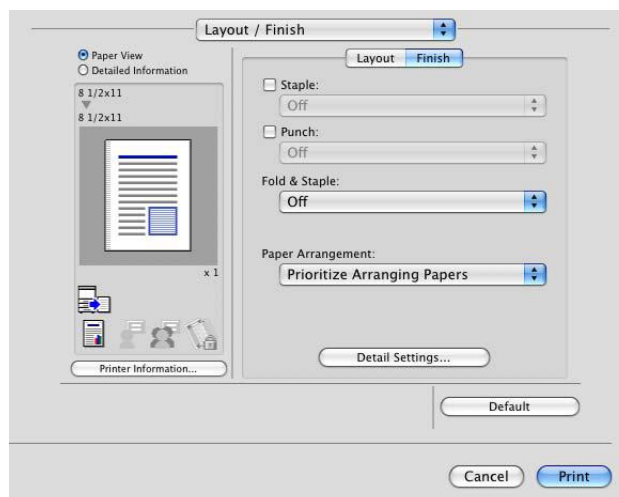 Layout / Finish
Paper View
Detailed Information
8 1/2x11
8 1/2x11
x 1
Printer Information...
Layout Finish
Staple:
Off
Punch:
Off
Fold & Staple:
Off
Paper Arrangement:
Prioritize Arranging Papers
Detail Settings...
Default
Cancel Print